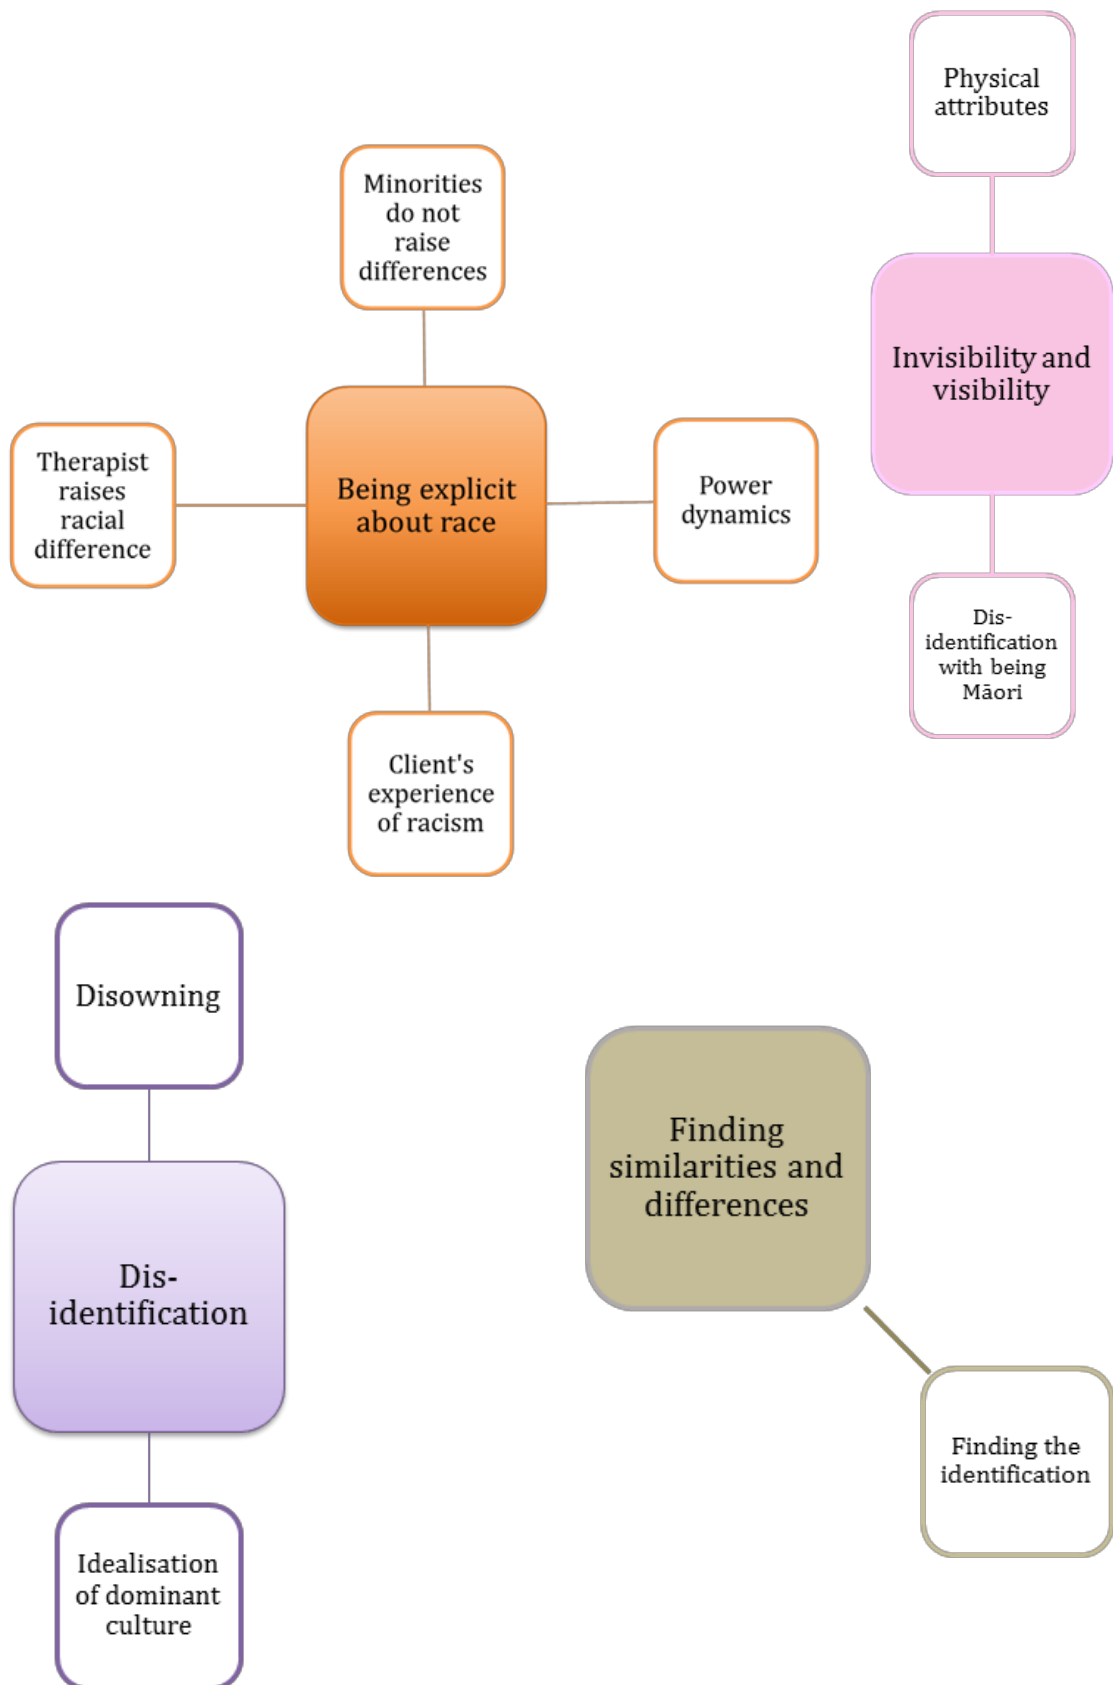 Physical
attributes
Minorities
do not
raise
differences
Invisibility and
visibility
Therapist
raises
racial
difference
Being explicit
about race
Power
dynamics
Dis-
identification
with being
Māori
Client's
experience
of racism
Disowning
Finding
similarities and
differences
Dis-
identification
Finding the
identification
Idealisation
of dominant
culture